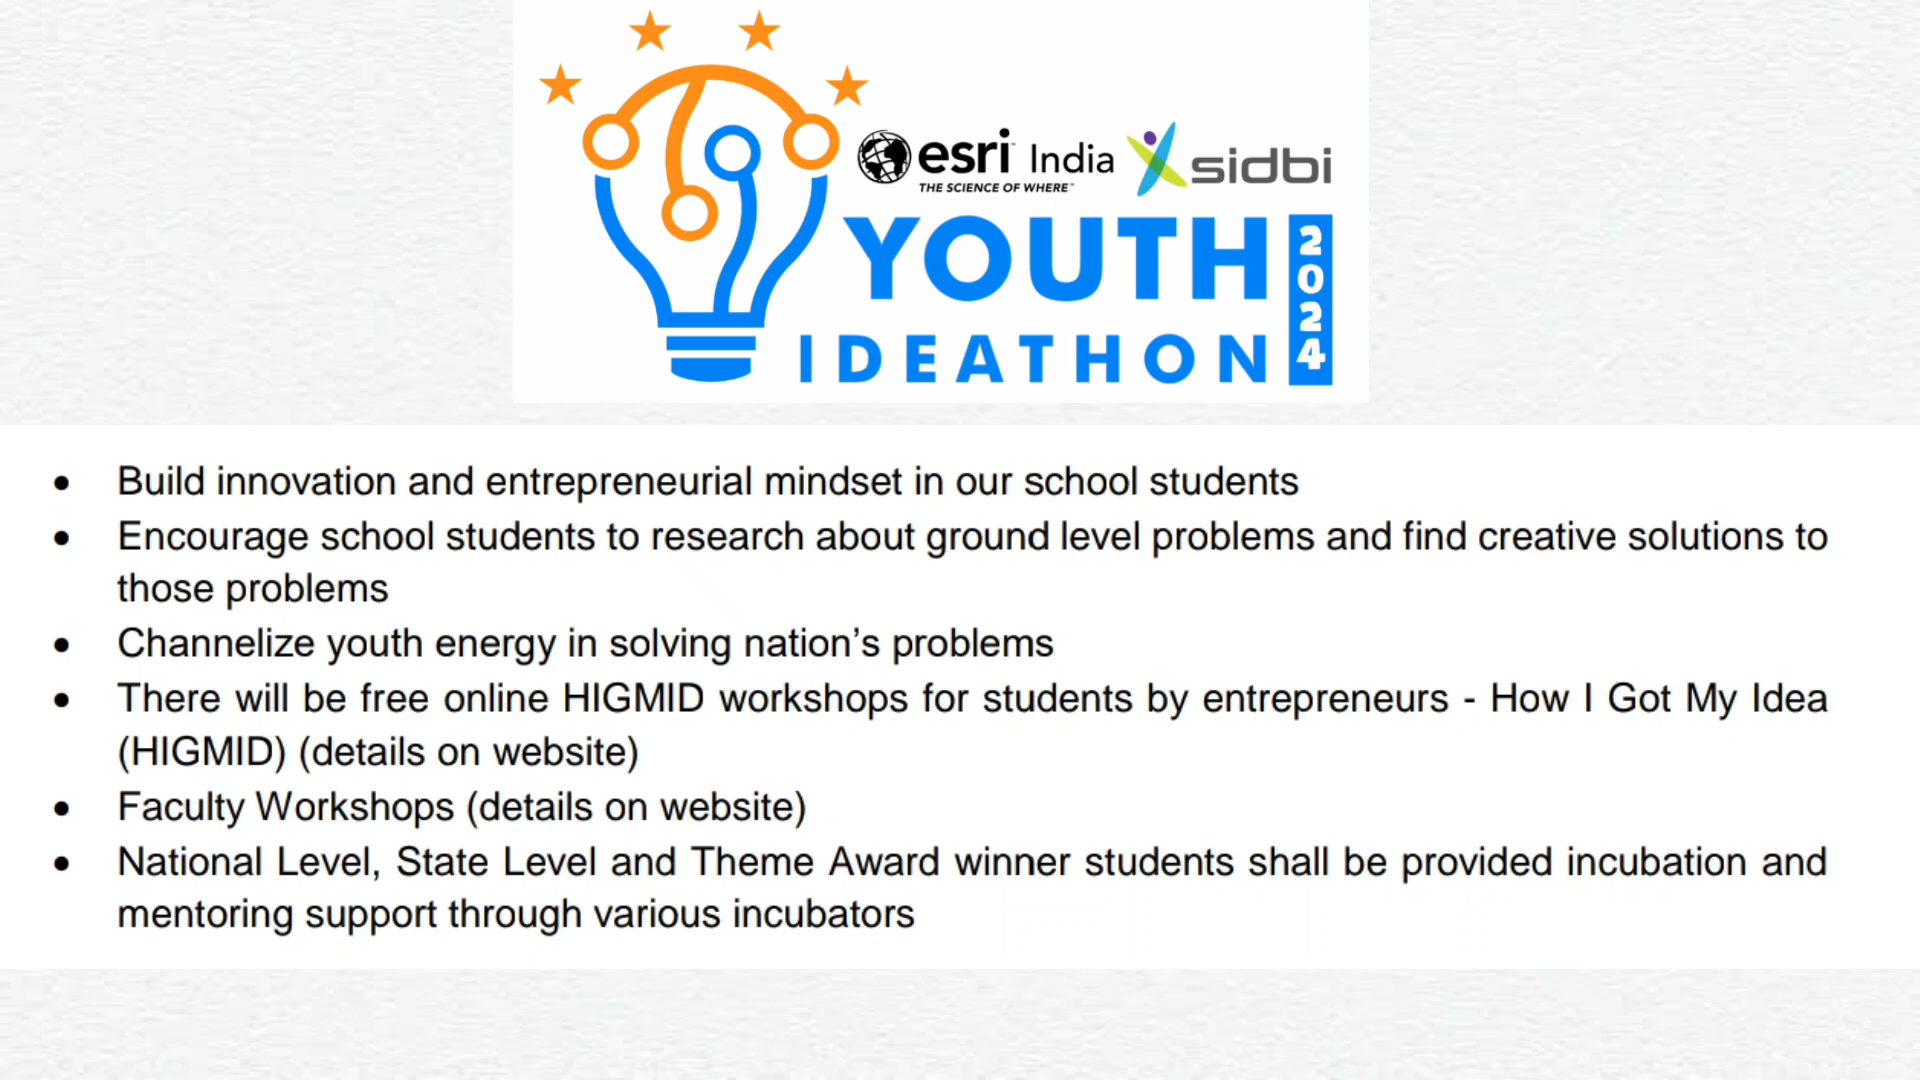 esri India
THE SCIENCE OF WHERE™
sidbi
YOUTH
IDEATHON
2024
• Build innovation and entrepreneurial mindset in our school students
• Encourage school students to research about ground level problems and find creative solutions to
those problems
• Channelize youth energy in solving nation’s problems
• There will be free online HIGMID workshops for students by entrepreneurs - How I Got My Idea
(HIGMID) (details on website)
• Faculty Workshops (details on website)
• National Level, State Level and Theme Award winner students shall be provided incubation and
mentoring support through various incubators